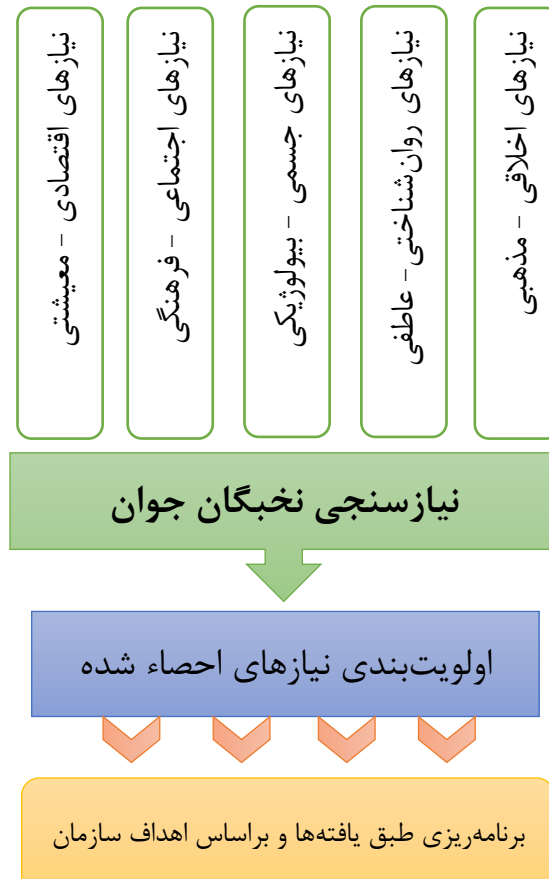 نیازهای اخلاقی - مذهبی
نیازهای روان‌شناختی - عاطفی
نیازهای جسمی - بیولوژیکی
نیازهای اجتماعی - فرهنگی
نیازهای اقتصادی - معیشتی
نیازسنجی نخبگان جوان
اولویت‌بندی نیازهای احصاء شده
برنامه‌ریزی طبق یافته‌ها و براساس اهداف سازمان